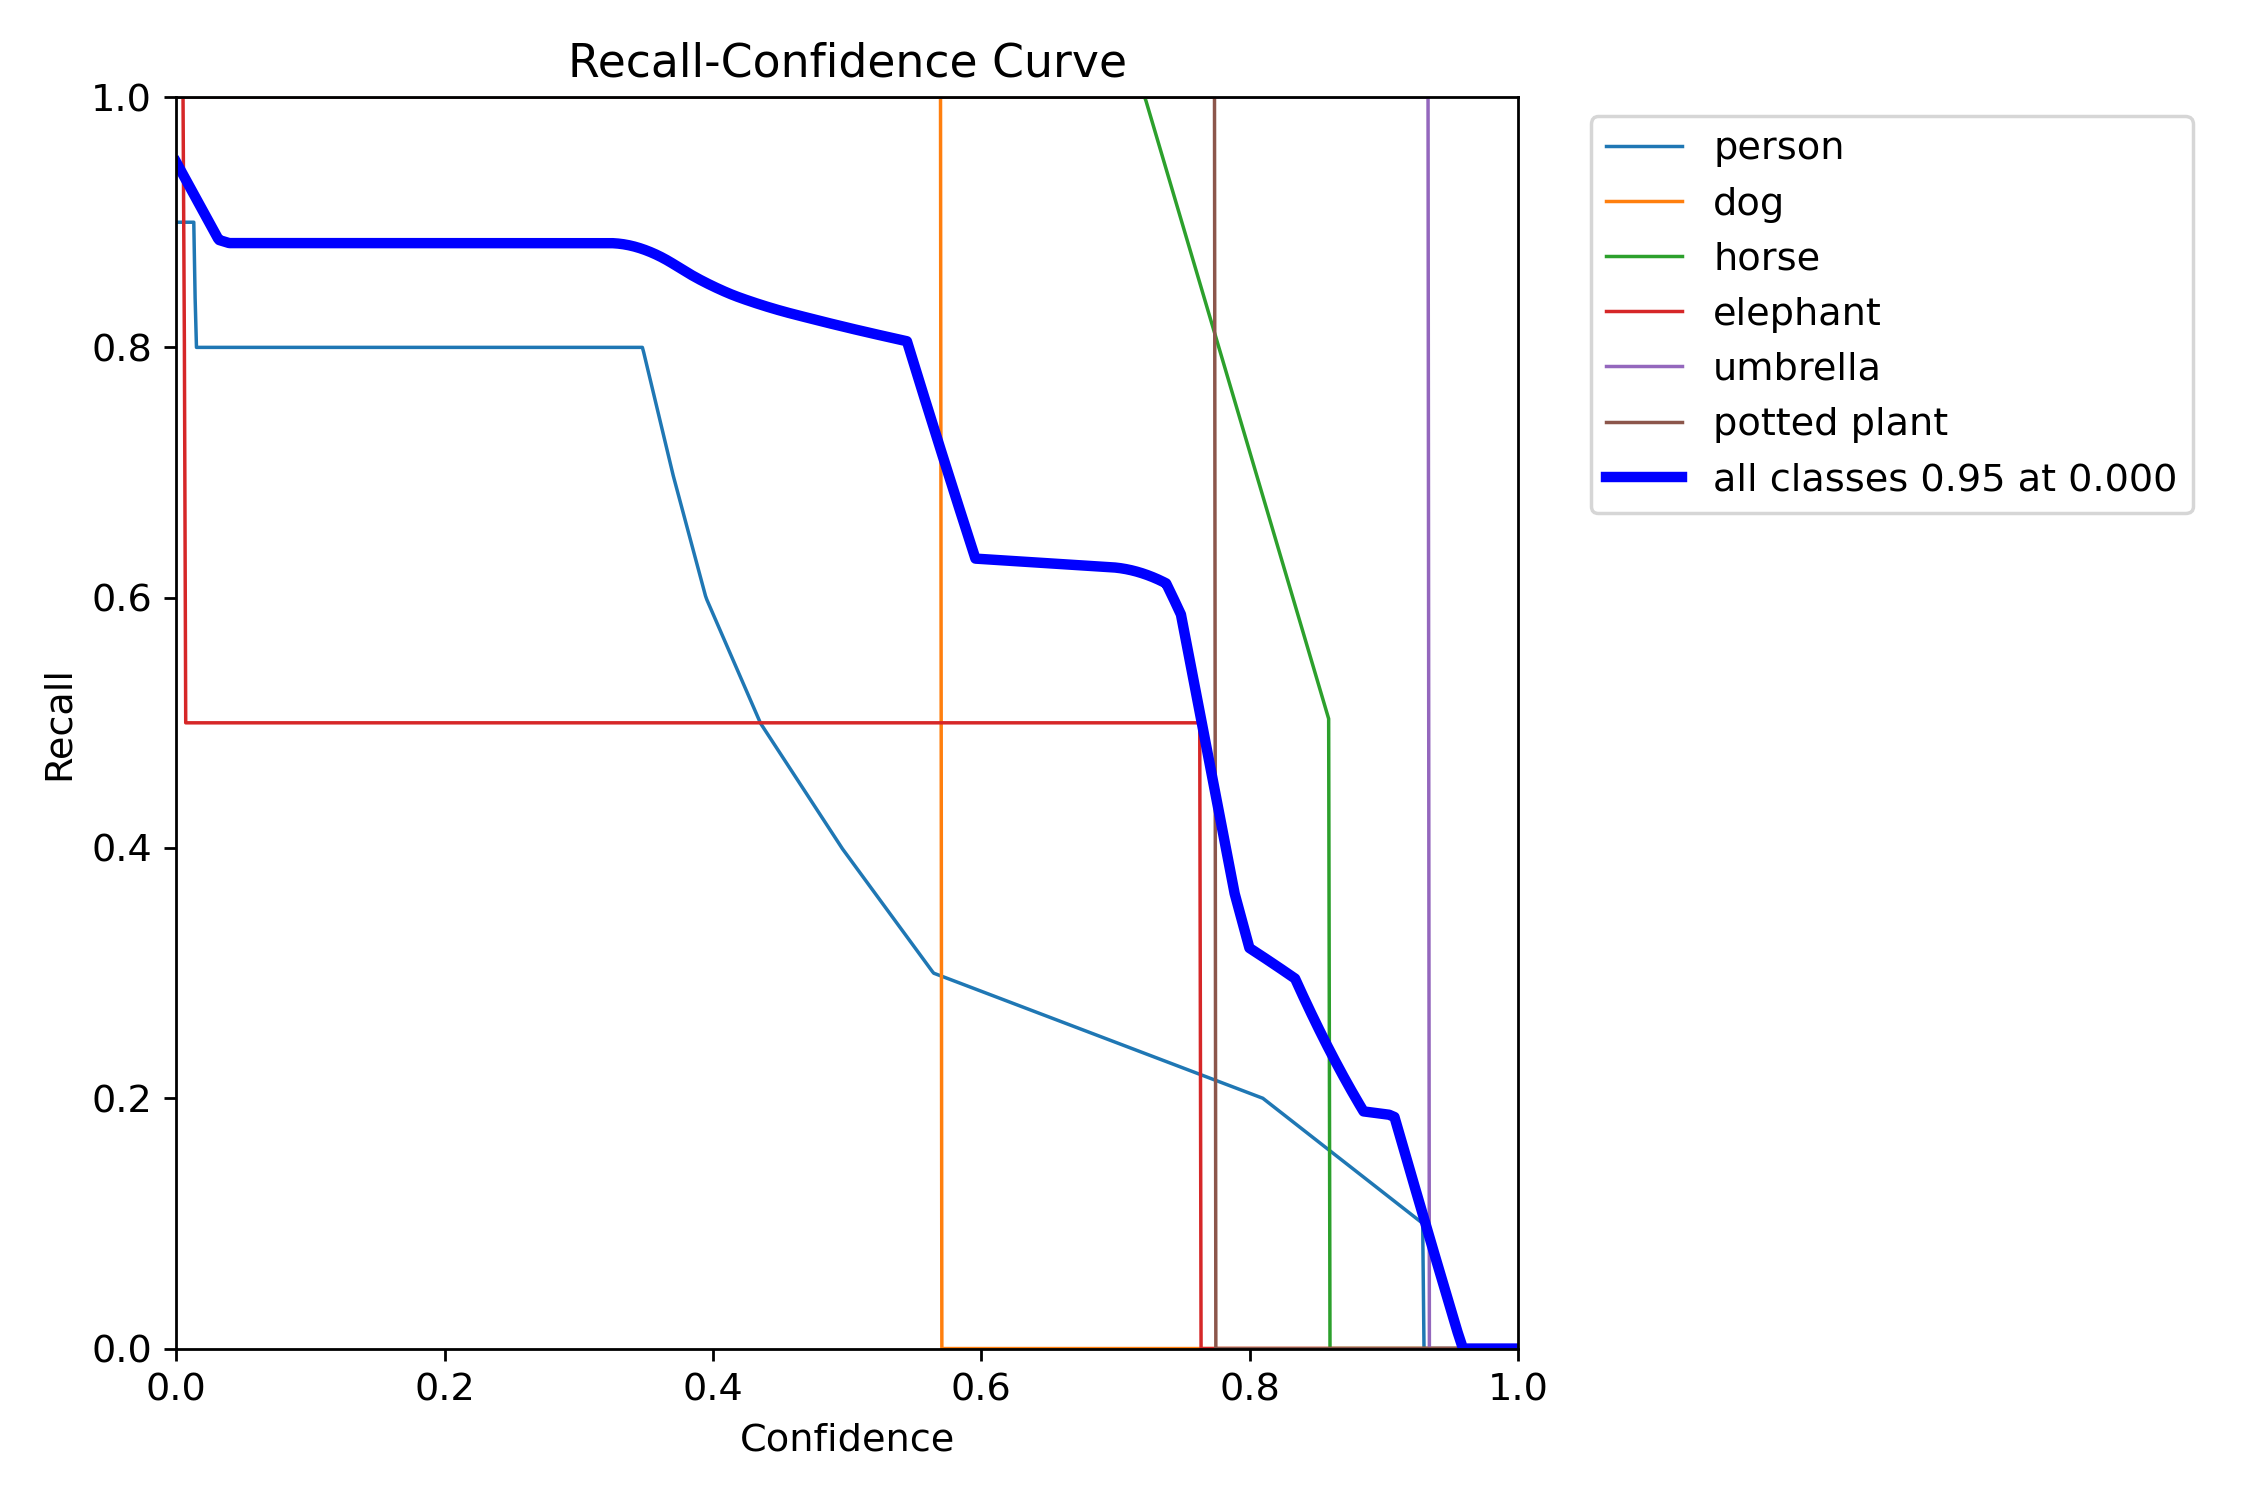 Recall-Confidence Curve
1.0
0.8
0.6
0.4
0.2
0.0
Recall
0.0 0.2 0.4 0.6 0.8 1.0
Confidence
person
dog
horse
elephant
umbrella
potted plant
all classes 0.95 at 0.000